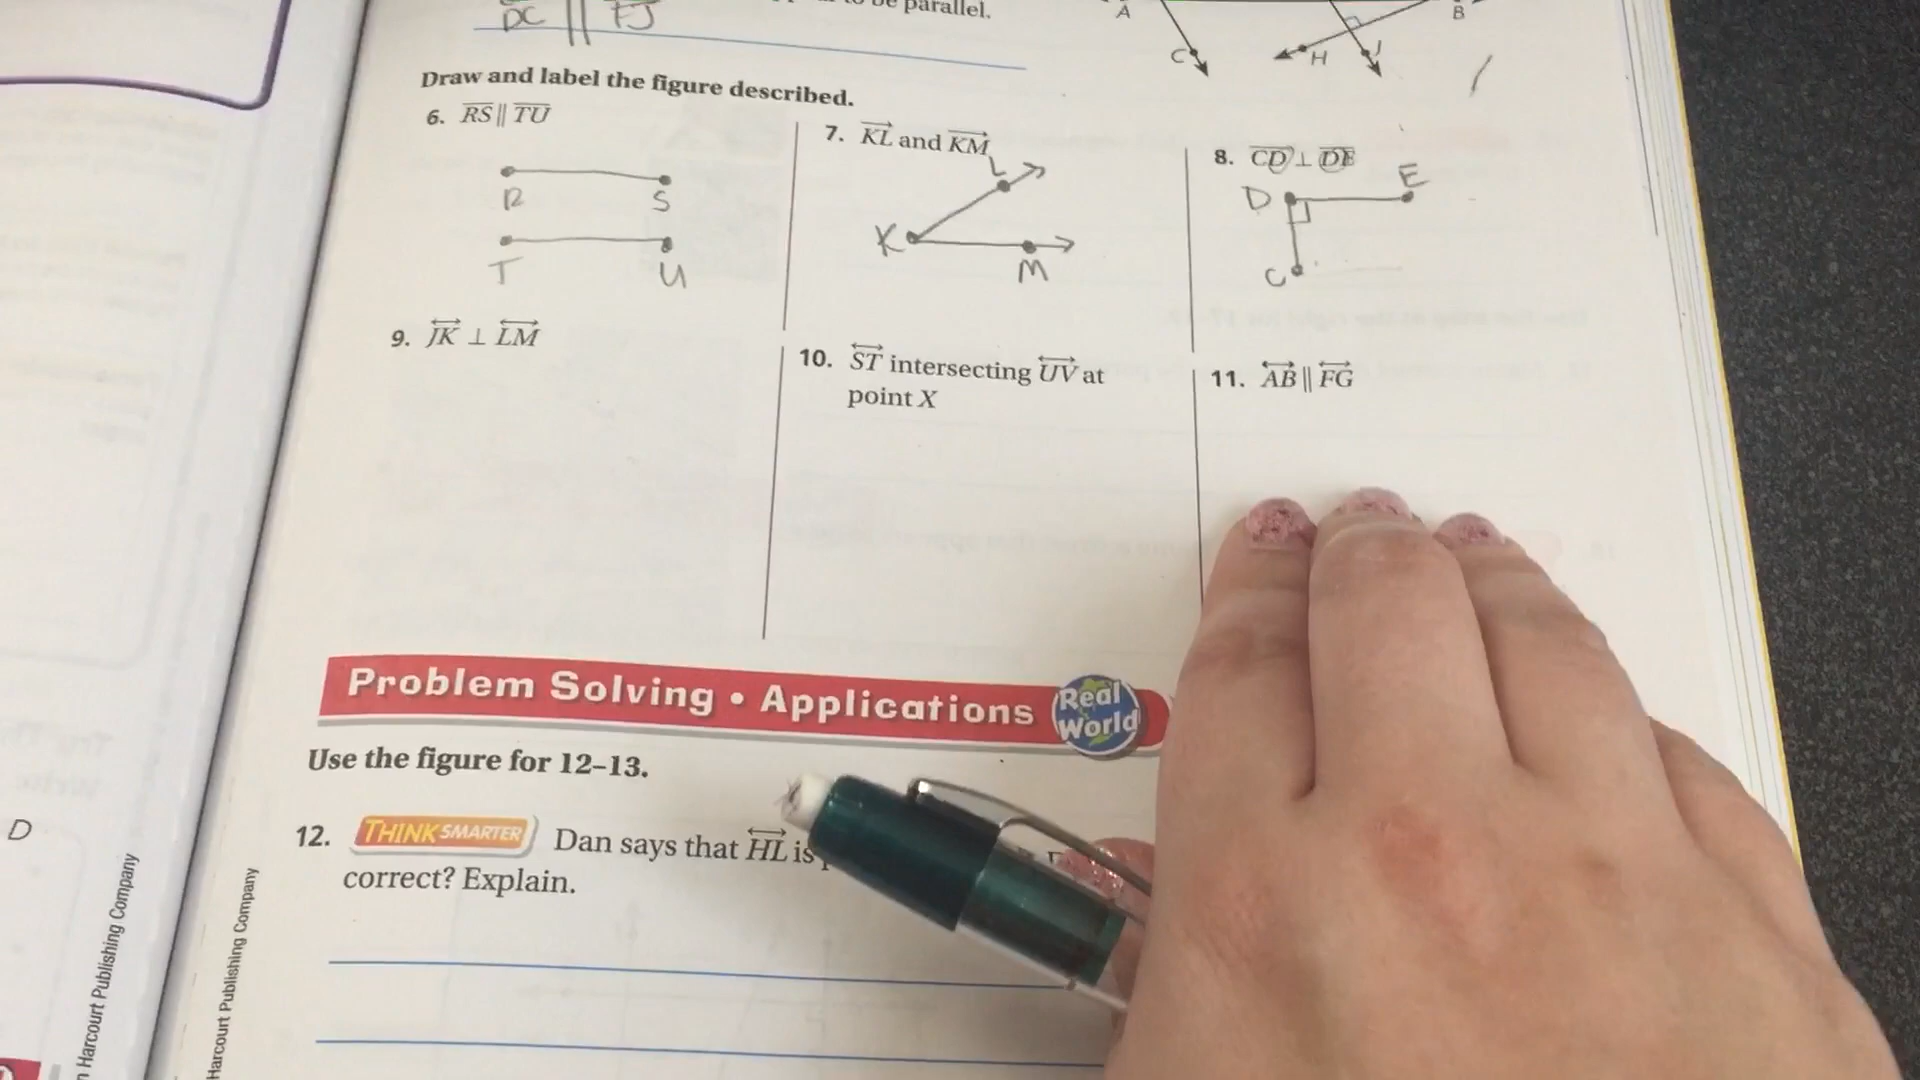 DC || FJ
be parallel.
A
B
C
H
J
Draw and label the figure described.
6. RS || TU
R
S
T
U
7. KL and KM
L
K
M
8. CD ⊥ DE
D
E
C
9. JK ⊥ LM
10. ST intersecting UV at
point X
11. AB || FG
Problem Solving • Applications
Real
World
Use the figure for 12–13.
12. THINK SMARTER Dan says that HL is
correct? Explain.
D
Harcourt Publishing Company
Harcourt Publishing Company